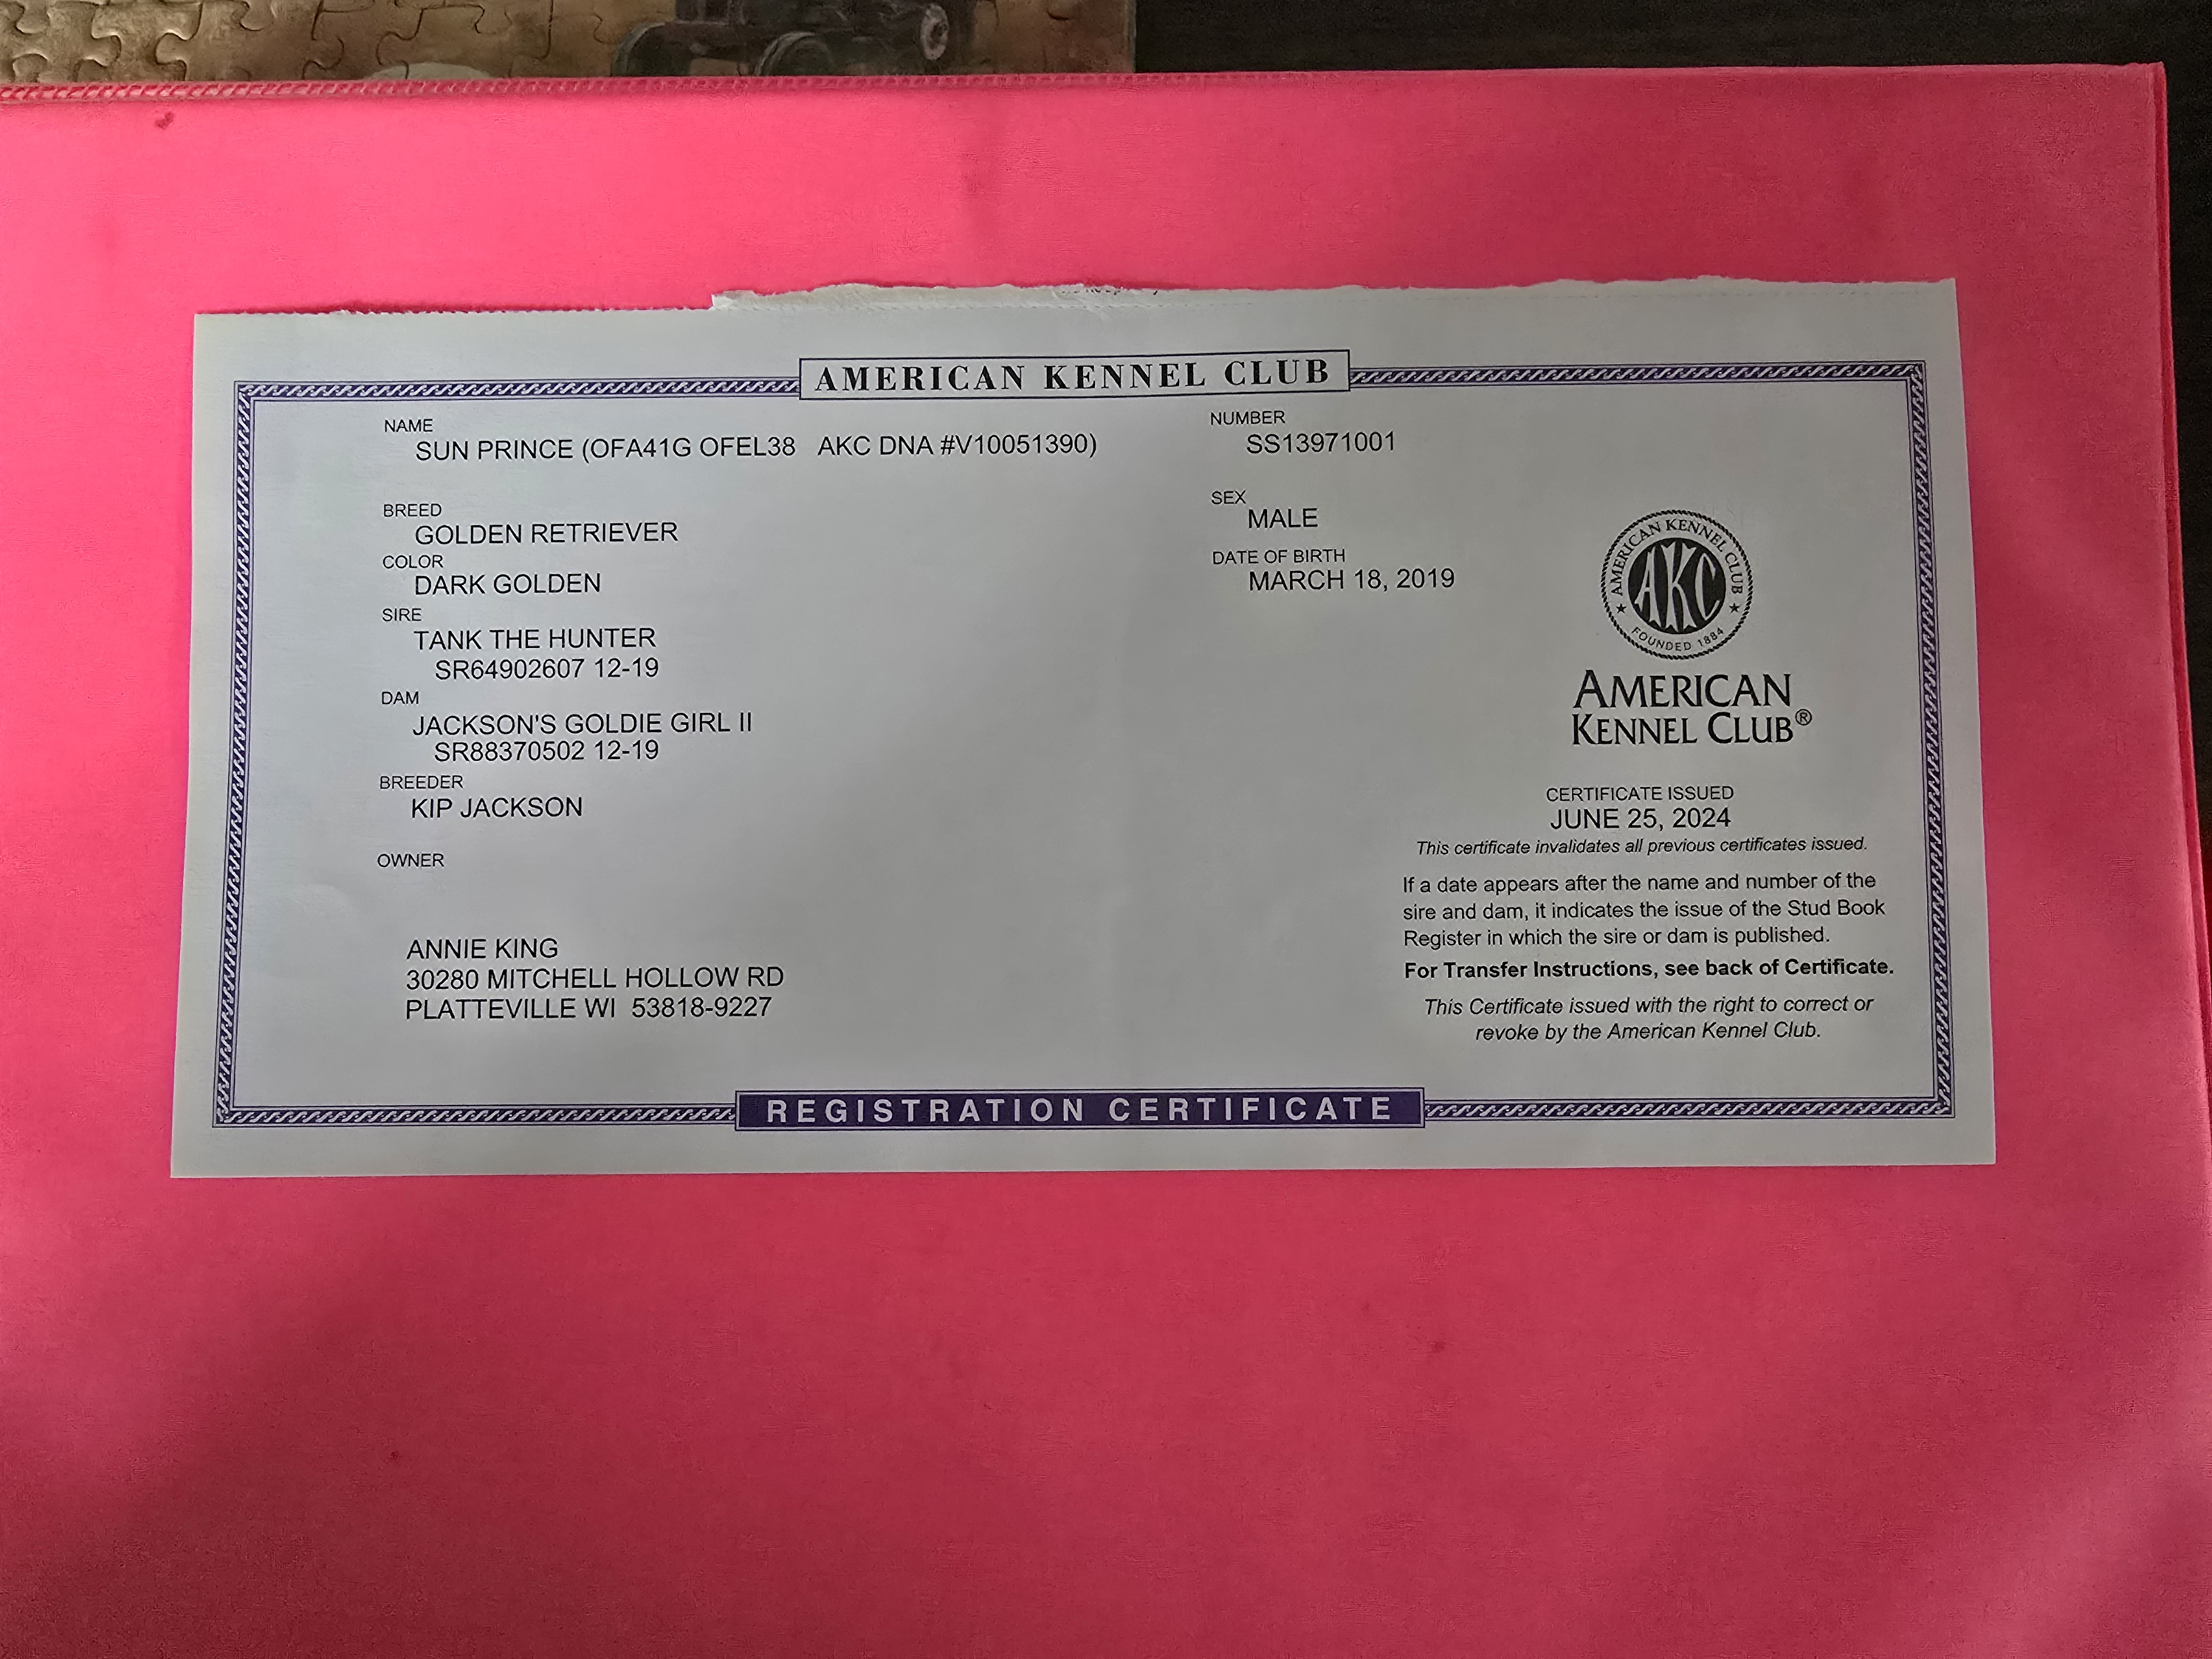 AMERICAN KENNEL CLUB
NAME
SUN PRINCE (OFA41G OFEL38 AKC DNA #V10051390)
NUMBER
SS13971001
BREED
GOLDEN RETRIEVER
SEX
MALE
COLOR
DARK GOLDEN
DATE OF BIRTH
MARCH 18, 2019
SIRE
TANK THE HUNTER
SR64902607 12-19
DAM
JACKSON'S GOLDIE GIRL II
SR88370502 12-19
BREEDER
KIP JACKSON
OWNER
ANNIE KING
30280 MITCHELL HOLLOW RD
PLATTEVILLE WI 53818-9227
AMERICAN KENNEL CLUB
AKC
FOUNDED 1884
AMERICAN
KENNEL CLUB®
CERTIFICATE ISSUED
JUNE 25, 2024
This certificate invalidates all previous certificates issued.
If a date appears after the name and number of the
sire and dam, it indicates the issue of the Stud Book
Register in which the sire or dam is published.
For Transfer Instructions, see back of Certificate.
This Certificate issued with the right to correct or
revoke by the American Kennel Club.
REGISTRATION CERTIFICATE